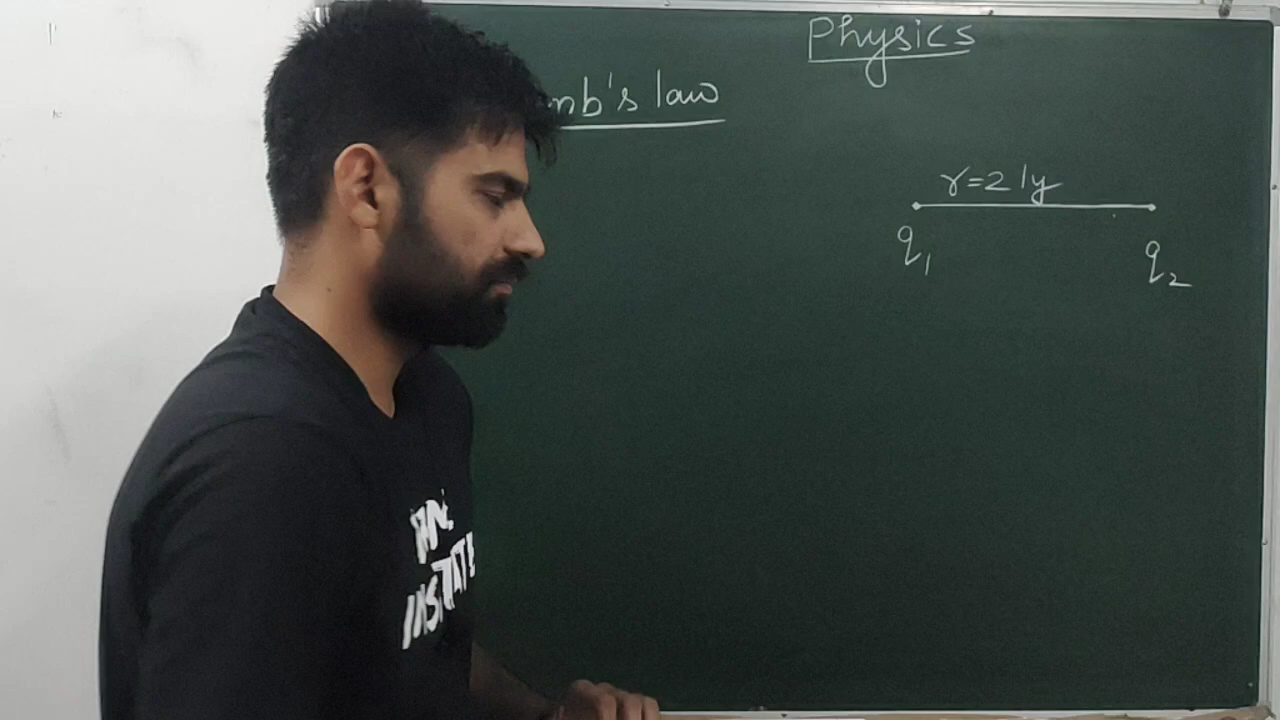 Physics
mb's law
r=2 ly
q₁
q₂